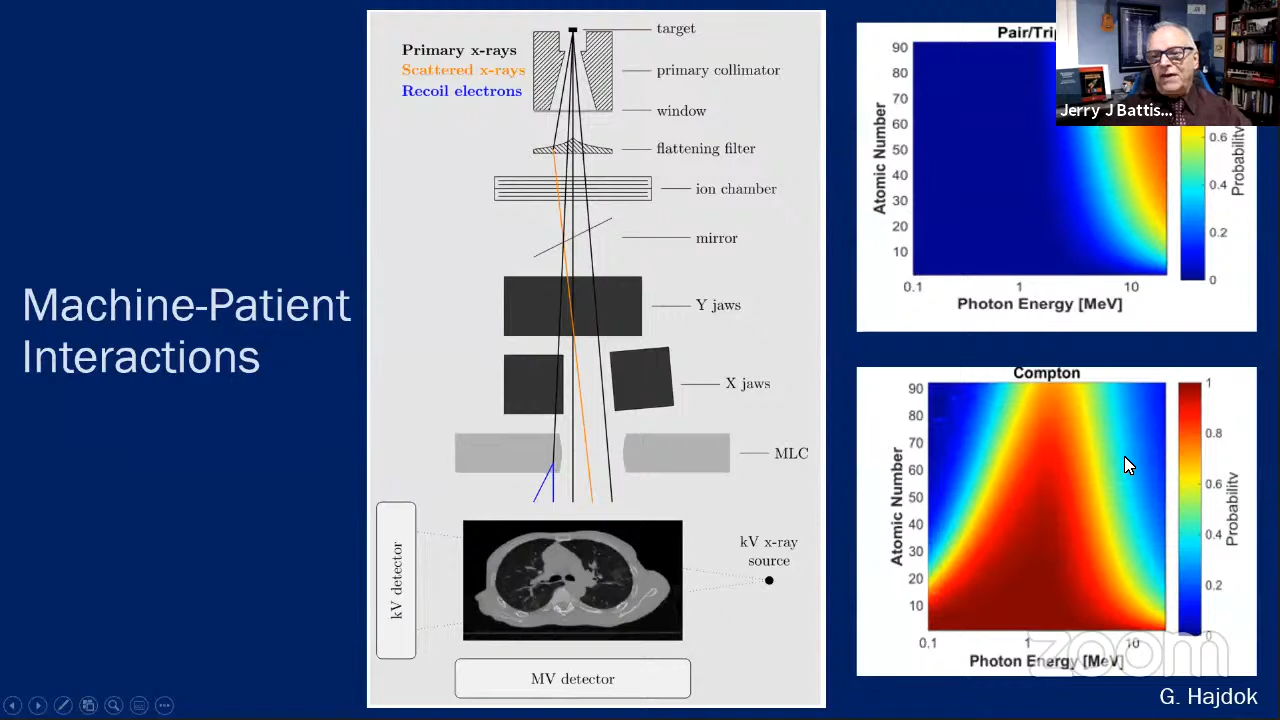 Machine-Patient
Interactions
Primary x-rays
Scattered x-rays
Recoil electrons
target
primary collimator
window
flattening filter
ion chamber
mirror
Y jaws
X jaws
MLC
kV x-ray
source
kV detector
MV detector
Pair/Trip
Atomic Number
90
80
70
60
50
40
30
20
10
0.1
1
10
Photon Energy [MeV]
0.6
0.4
0.2
0
Probability
Jerry J Battis...
Compton
Atomic Number
90
80
70
60
50
40
30
20
10
0.1
1
10
Photon Energy [MeV]
1
0.8
0.6
0.4
0.2
0
Probability
zoom
G. Hajdok